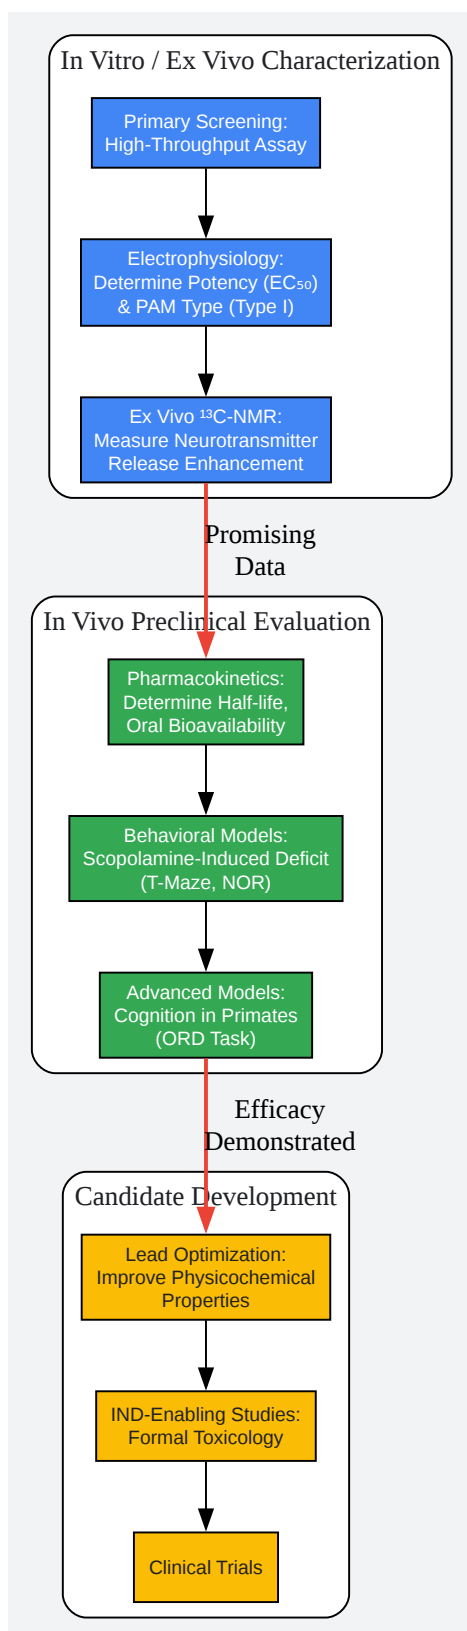 In Vitro / Ex Vivo Characterization
Primary Screening:
High-Throughput Assay
Electrophysiology:
Determine Potency (EC₅₀)
& PAM Type (Type I)
Ex Vivo ¹³C-NMR:
Measure Neurotransmitter
Release Enhancement
Promising
Data
In Vivo Preclinical Evaluation
Pharmacokinetics:
Determine Half-life,
Oral Bioavailability
Behavioral Models:
Scopolamine-Induced Deficit
(T-Maze, NOR)
Advanced Models:
Cognition in Primates
(ORD Task)
Efficacy
Demonstrated
Candidate Development
Lead Optimization:
Improve Physicochemical
Properties
IND-Enabling Studies:
Formal Toxicology
Clinical Trials